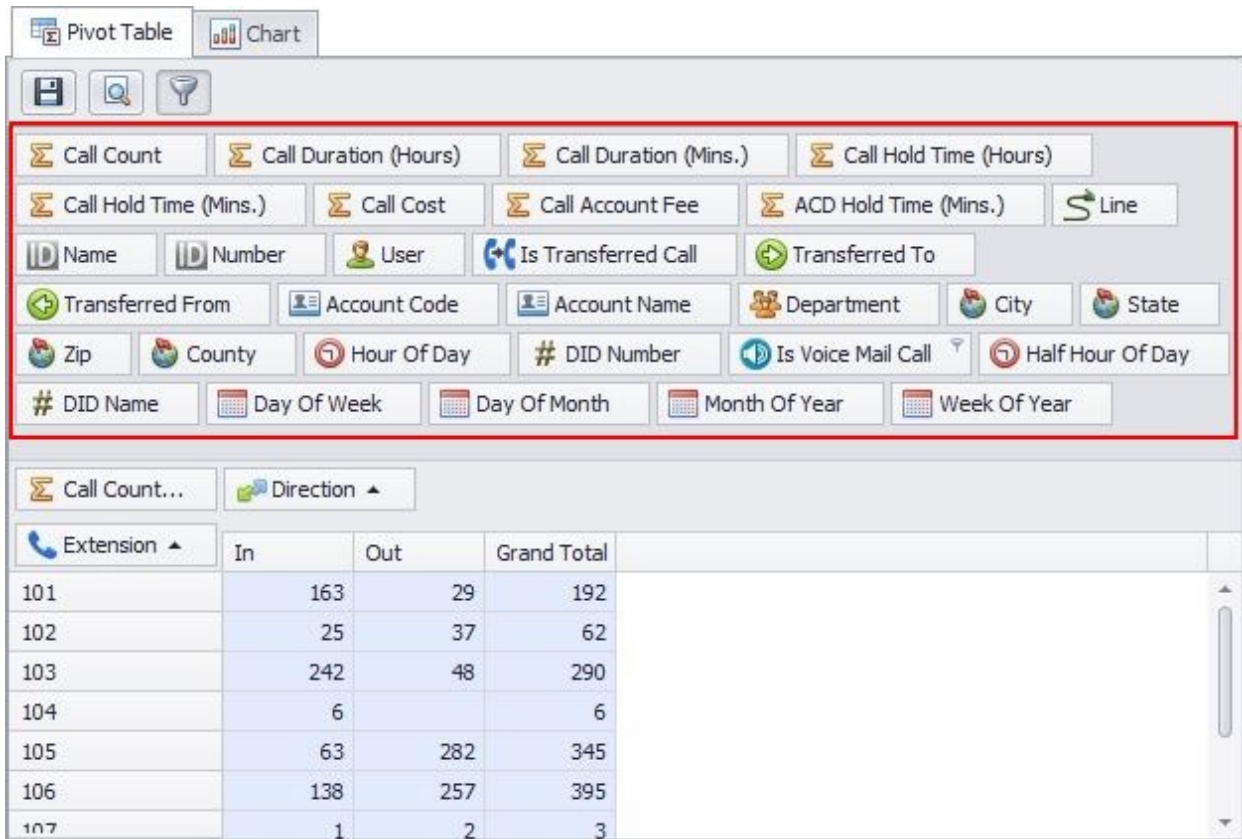 Pivot Table Chart
Σ Call Count Σ Call Duration (Hours) Σ Call Duration (Mins.) Σ Call Hold Time (Hours)
Σ Call Hold Time (Mins.) Σ Call Cost Σ Call Account Fee Σ ACD Hold Time (Mins.) Line
ID Name ID Number User Is Transferred Call Transferred To
Transferred From Account Code Account Name Department City State
Zip County Hour Of Day # DID Number Is Voice Mail Call Half Hour Of Day
# DID Name Day Of Week Day Of Month Month Of Year Week Of Year
Σ Call Count... Direction
Extension In Out Grand Total
101 163 29 192
102 25 37 62
103 242 48 290
104 6 6
105 63 282 345
106 138 257 395
107 1 2 3